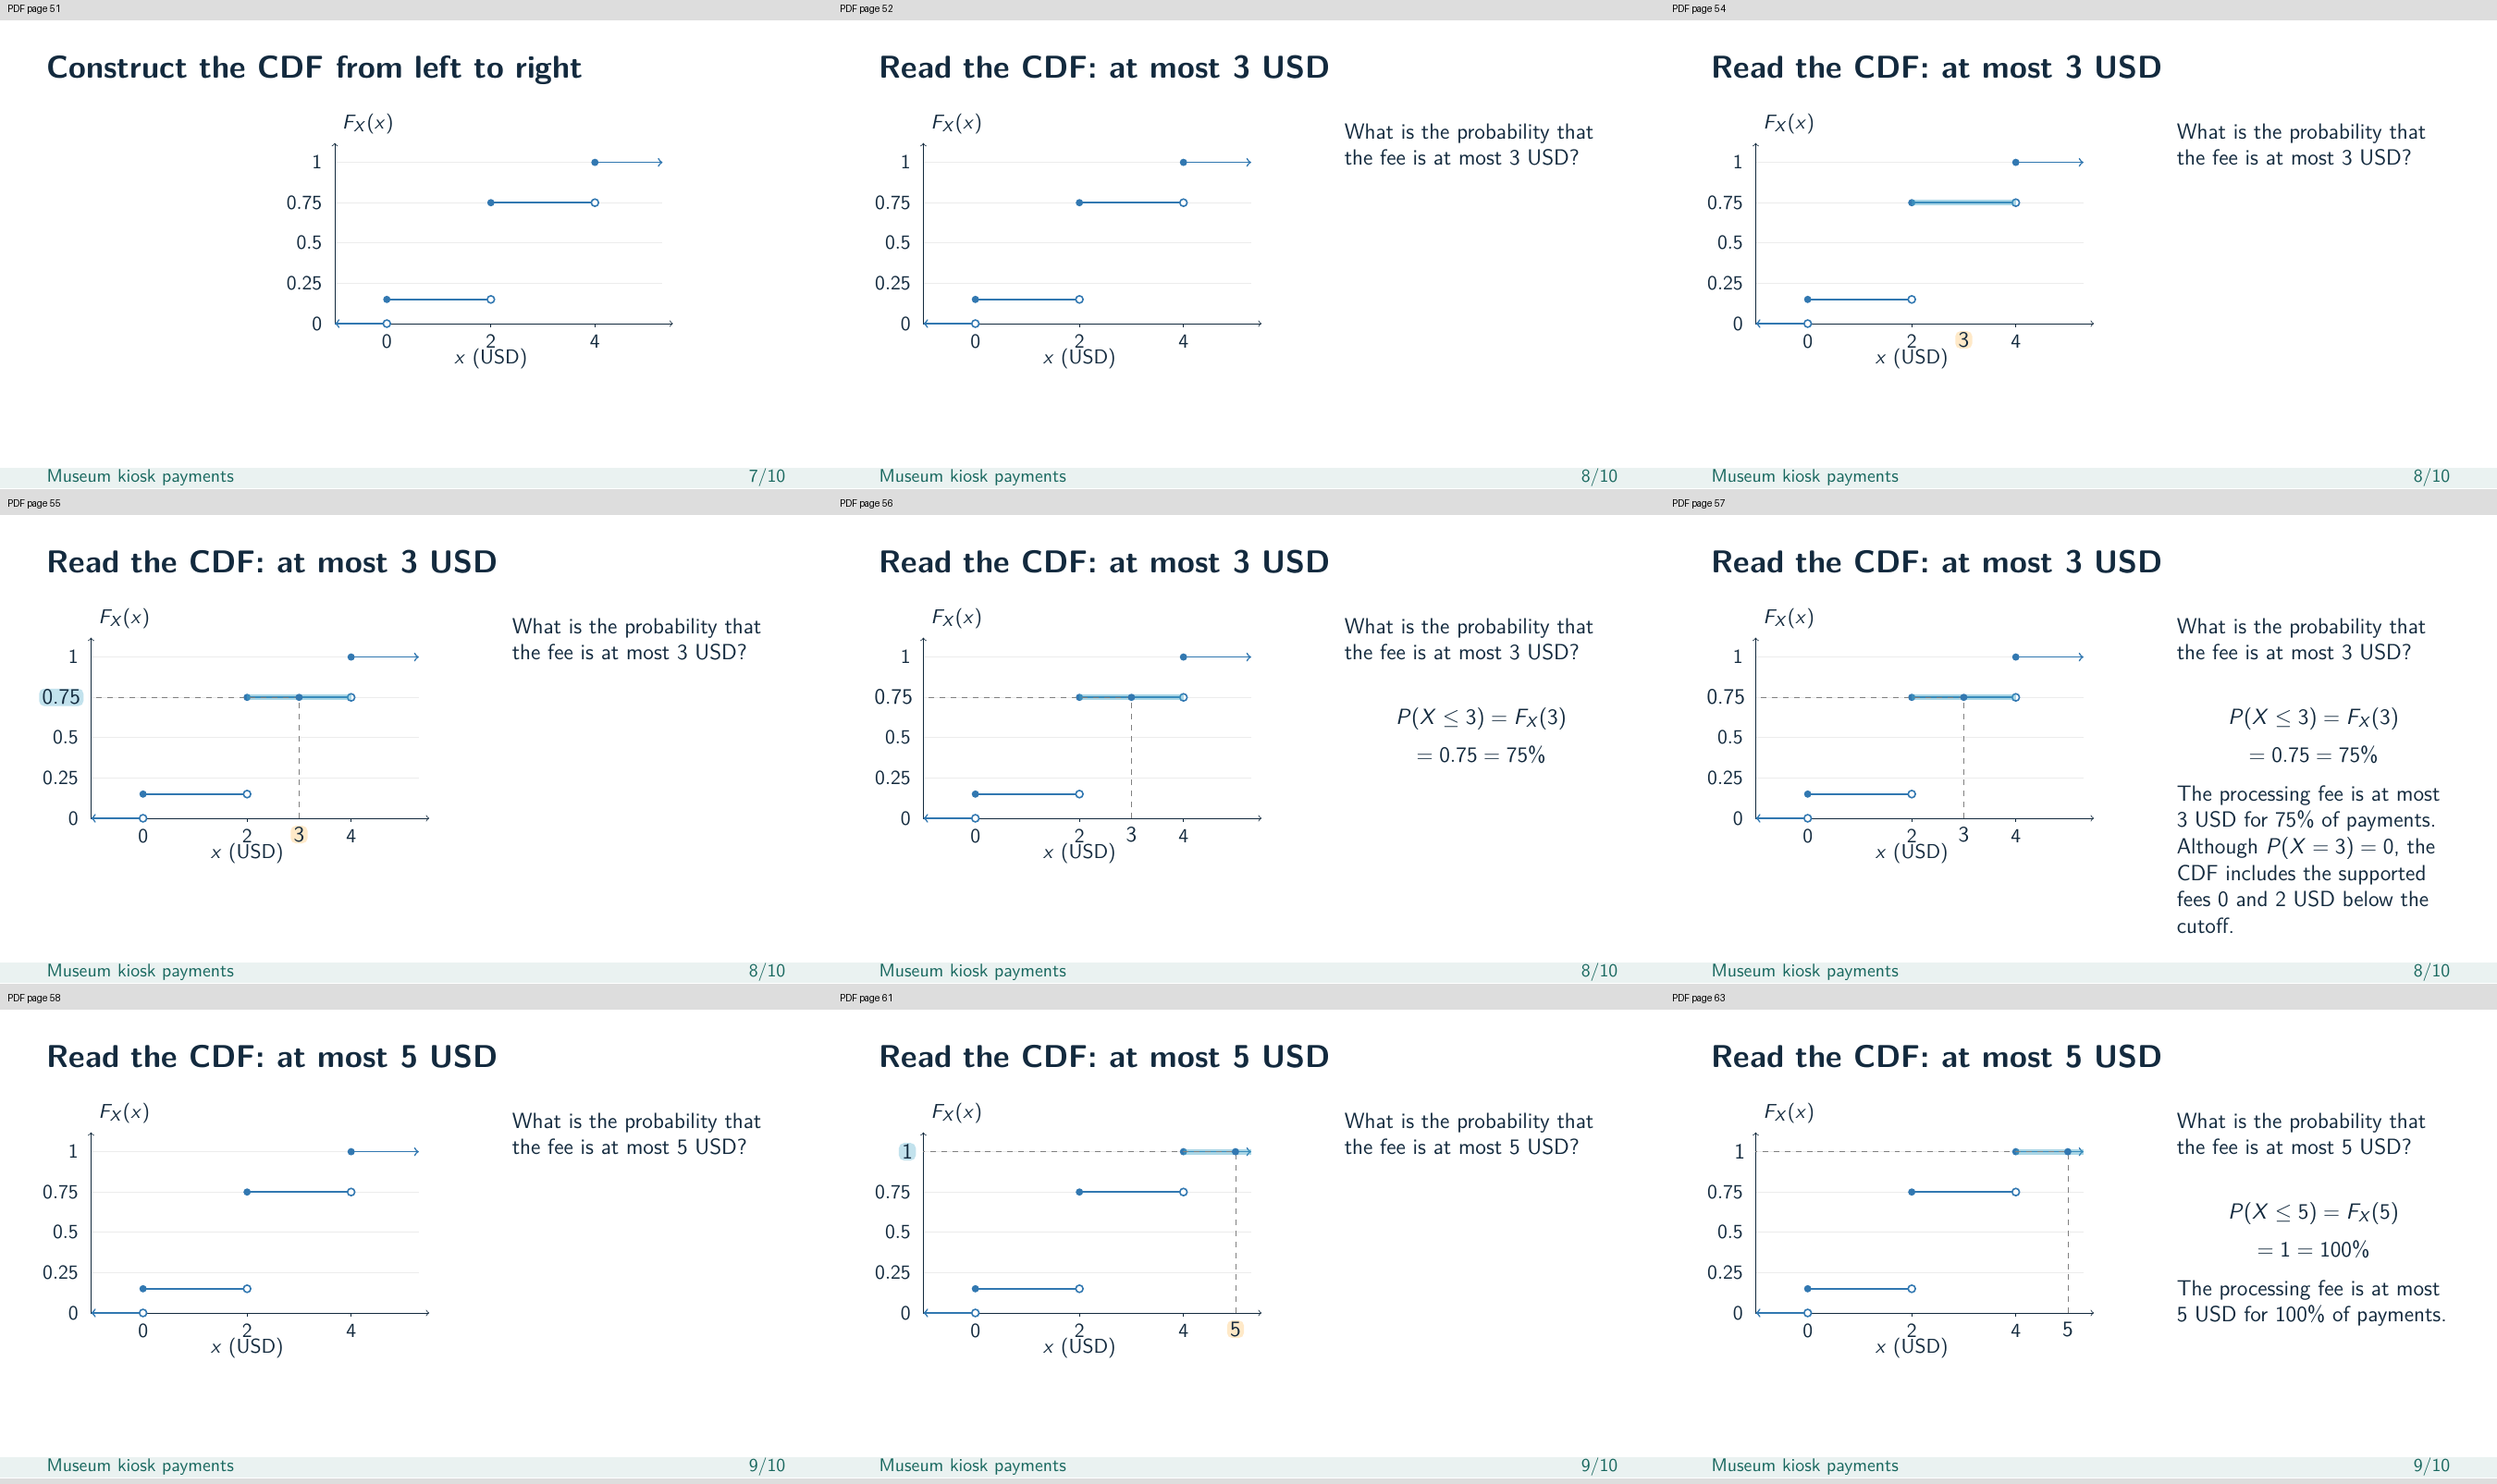 PDF page 51
Construct the CDF from left to right
F_X(x)
1
0.75
0.5
0.25
0
0 2 4
x (USD)
Museum kiosk payments 7/10
PDF page 52
Read the CDF: at most 3 USD
F_X(x)
1
0.75
0.5
0.25
0
0 2 4
x (USD)
What is the probability that
the fee is at most 3 USD?
Museum kiosk payments 8/10
PDF page 54
Read the CDF: at most 3 USD
F_X(x)
1
0.75
0.5
0.25
0
0 2 3 4
x (USD)
What is the probability that
the fee is at most 3 USD?
Museum kiosk payments 8/10
PDF page 55
Read the CDF: at most 3 USD
F_X(x)
1
0.75
0.5
0.25
0
0 2 3 4
x (USD)
What is the probability that
the fee is at most 3 USD?
Museum kiosk payments 8/10
PDF page 56
Read the CDF: at most 3 USD
F_X(x)
1
0.75
0.5
0.25
0
0 2 3 4
x (USD)
What is the probability that
the fee is at most 3 USD?
P(X ≤ 3) = F_X(3)
= 0.75 = 75%
Museum kiosk payments 8/10
PDF page 57
Read the CDF: at most 3 USD
F_X(x)
1
0.75
0.5
0.25
0
0 2 3 4
x (USD)
What is the probability that
the fee is at most 3 USD?
P(X ≤ 3) = F_X(3)
= 0.75 = 75%
The processing fee is at most
3 USD for 75% of payments.
Although P(X = 3) = 0, the
CDF includes the supported
fees 0 and 2 USD below the
cutoff.
Museum kiosk payments 8/10
PDF page 58
Read the CDF: at most 5 USD
F_X(x)
1
0.75
0.5
0.25
0
0 2 4
x (USD)
What is the probability that
the fee is at most 5 USD?
Museum kiosk payments 9/10
PDF page 61
Read the CDF: at most 5 USD
F_X(x)
1
0.75
0.5
0.25
0
0 2 4 5
x (USD)
What is the probability that
the fee is at most 5 USD?
Museum kiosk payments 9/10
PDF page 63
Read the CDF: at most 5 USD
F_X(x)
1
0.75
0.5
0.25
0
0 2 4 5
x (USD)
What is the probability that
the fee is at most 5 USD?
P(X ≤ 5) = F_X(5)
= 1 = 100%
The processing fee is at most
5 USD for 100% of payments.
Museum kiosk payments 9/10